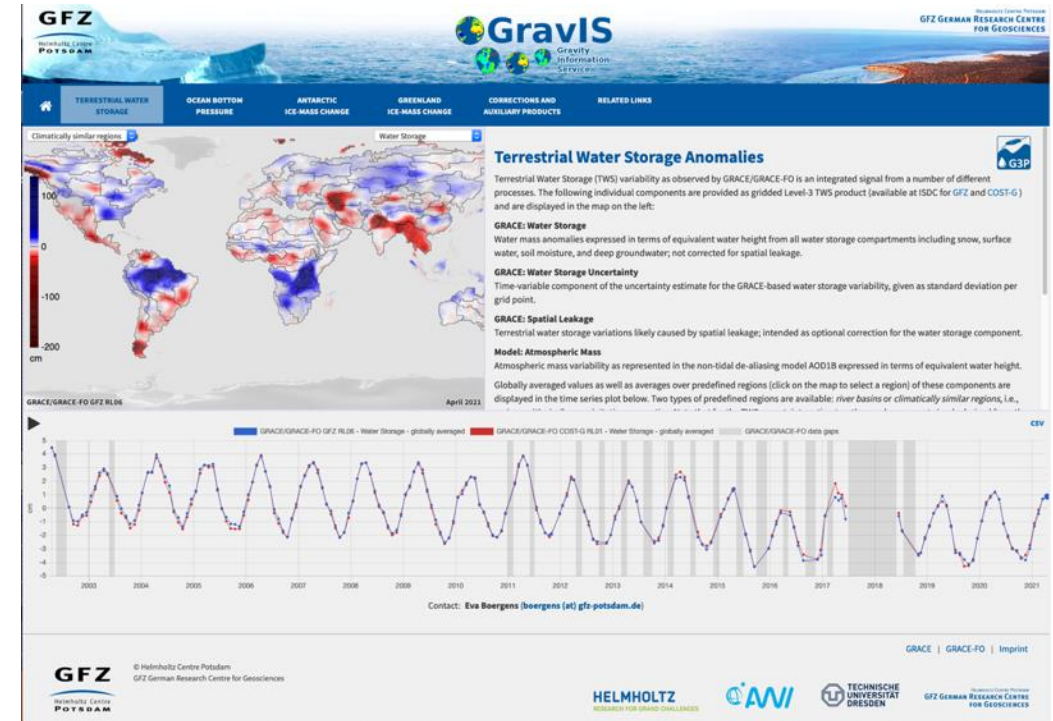 GFZ
Helmholtz Centre
POTSDAM
GravIS
Gravity
Information
Service
HELMHOLTZ CENTRE POTSDAM
GFZ GERMAN RESEARCH CENTRE
FOR GEOSCIENCES
TERRESTRIAL WATER
STORAGE
OCEAN BOTTOM
PRESSURE
ANTARCTIC
ICE-MASS CHANGE
GREENLAND
ICE-MASS CHANGE
CORRECTIONS AND
AUXILIARY PRODUCTS
RELATED LINKS
Climatically similar regions
Water Storage
100
0
-100
-200
cm
GRACE/GRACE-FO GFZ RL06
April 2021
Terrestrial Water Storage Anomalies
G3P
Terrestrial Water Storage (TWS) variability as observed by GRACE/GRACE-FO is an integrated signal from a number of different
processes. The following individual components are provided as gridded Level-3 TWS product (available at ISDC for GFZ and COST-G )
and are displayed in the map on the left:
GRACE: Water Storage
Water mass anomalies expressed in terms of equivalent water height from all water storage compartments including snow, surface
water, soil moisture, and deep groundwater; not corrected for spatial leakage.
GRACE: Water Storage Uncertainty
Time-variable component of the uncertainty estimate for the GRACE-based water storage variability, given as standard deviation per
grid point.
GRACE: Spatial Leakage
Terrestrial water storage variations likely caused by spatial leakage; intended as optional correction for the water storage component.
Model: Atmospheric Mass
Atmospheric mass variability as represented in the non-tidal de-aliasing model AOD1B expressed in terms of equivalent water height.
Globally averaged values as well as averages over predefined regions (click on the map to select a region) of these components are
displayed in the time series plot below. Two types of predefined regions are available: river basins or climatically similar regions, i.e.,
CSV
GRACE/GRACE-FO GFZ RL06 - Water Storage - globally averaged
GRACE/GRACE-FO COST-G RL01 - Water Storage - globally averaged
GRACE/GRACE-FO data gaps
cm
5
4
3
2
1
0
-1
-2
-3
-4
-5
2003 2004 2005 2006 2007 2008 2009 2010 2011 2012 2013 2014 2015 2016 2017 2018 2019 2020 2021
Contact: Eva Boergens (boergens (at) gfz-potsdam.de)
GRACE | GRACE-FO | Imprint
GFZ
Helmholtz Centre
POTSDAM
© Helmholtz Centre Potsdam
GFZ German Research Centre for Geosciences
HELMHOLTZ
RESEARCH FOR GRAND CHALLENGES
AWI
TECHNISCHE
UNIVERSITÄT
DRESDEN
HELMHOLTZ CENTRE POTSDAM
GFZ GERMAN RESEARCH CENTRE
FOR GEOSCIENCES